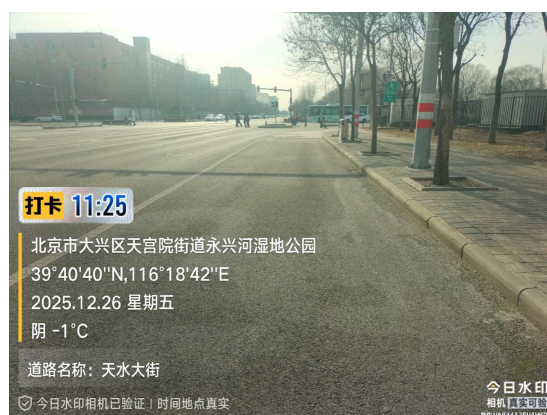 打卡 11:25
北京市大兴区天宫院街道永兴河湿地公园
39°40'40"N,116°18'42"E
2025.12.26 星期五
阴 -1°C
道路名称：天水大街
今日水印相机已验证 | 时间地点真实
今日水印
相机 真实可验